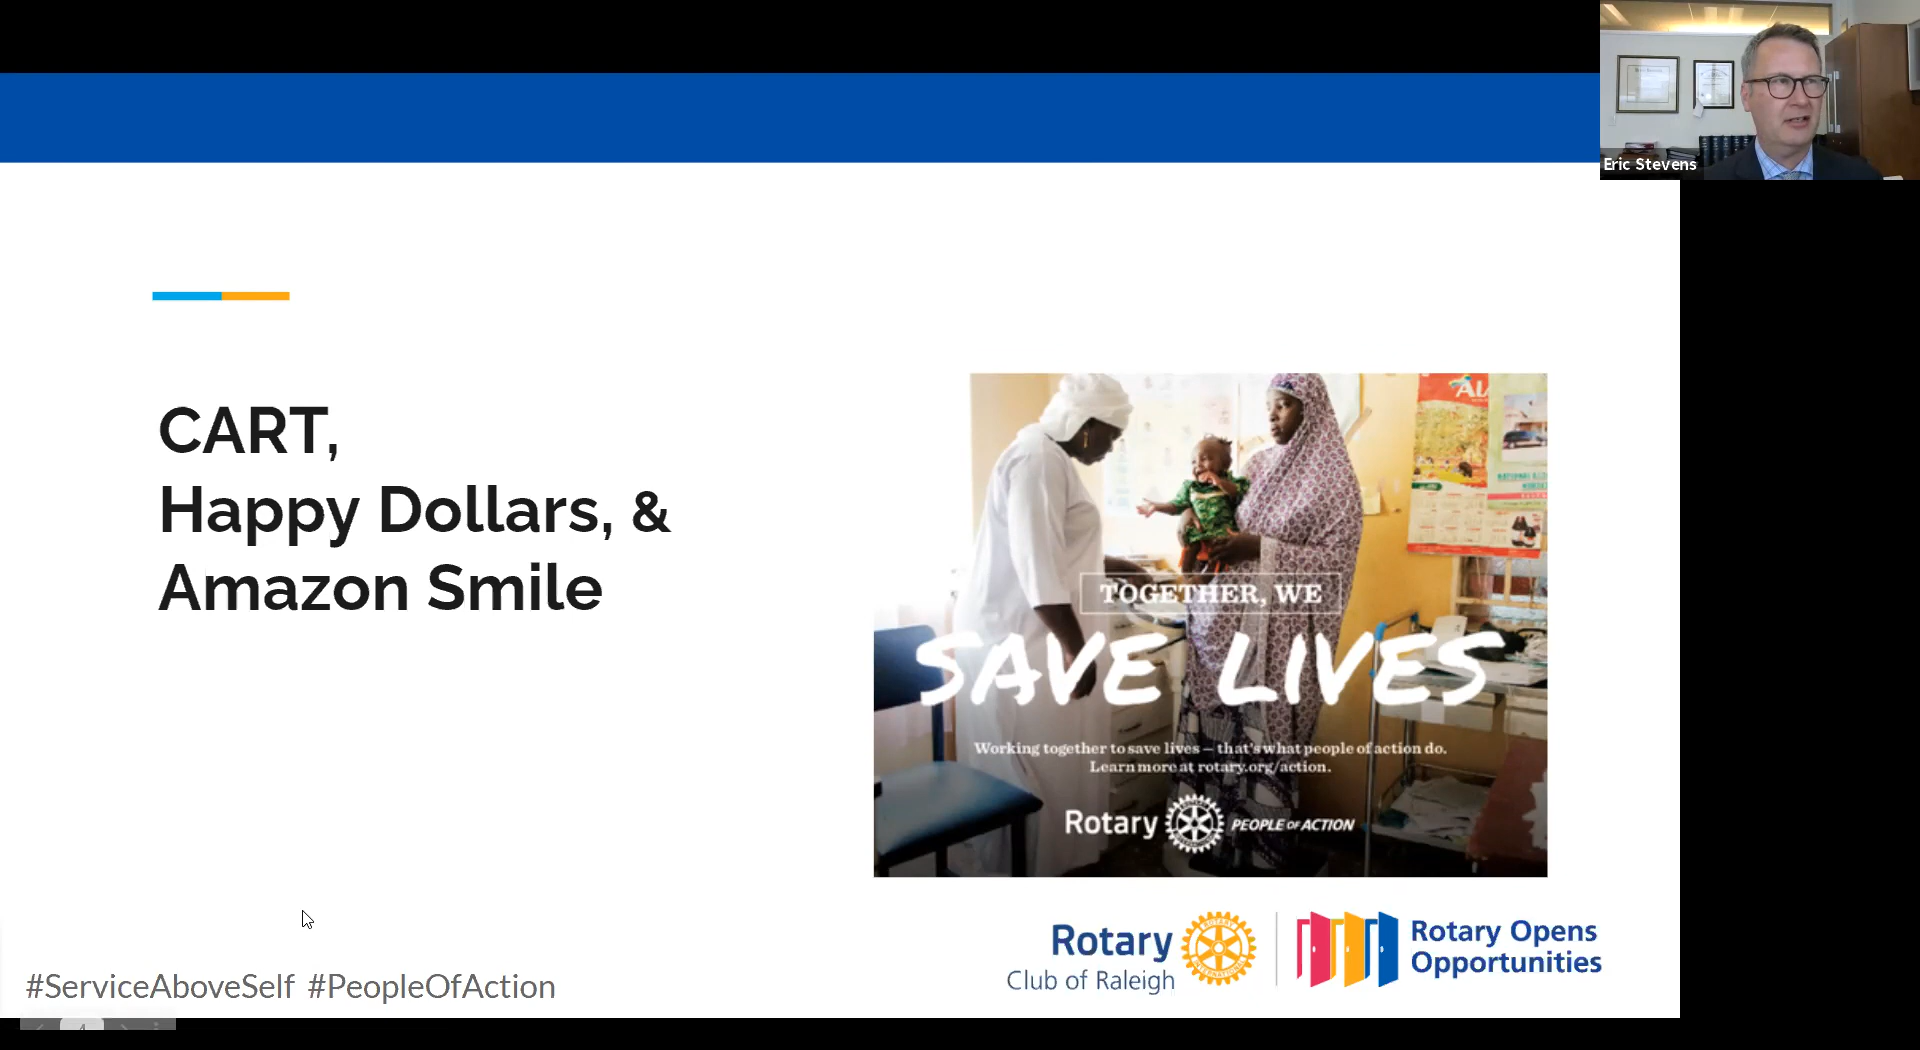 Eric Stevens
CART,
Happy Dollars, &
Amazon Smile
TOGETHER, WE
SAVE LIVES
Working together to save lives – that's what people of action do.
Learn more at rotary.org/action.
Rotary
PEOPLE OF ACTION
Rotary
Club of Raleigh
Rotary Opens
Opportunities
#ServiceAboveSelf #PeopleOfAction
4